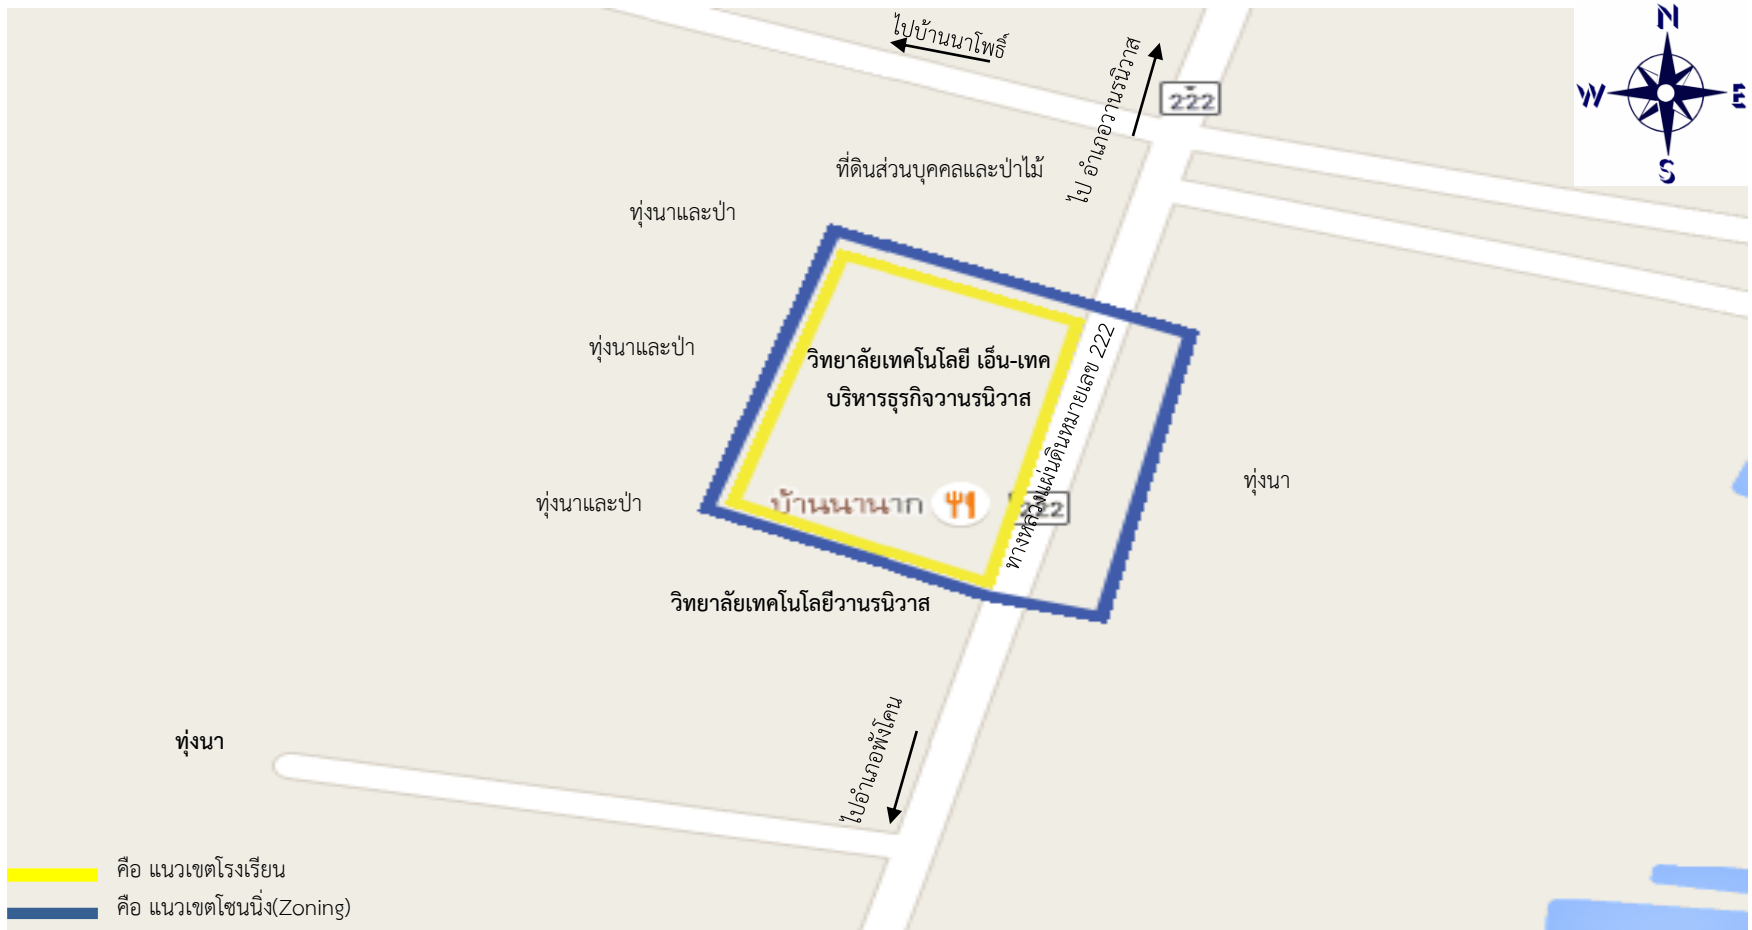 N
ไปบ้านนาโพธิ์
ไป อำเภอวานรนิวาส
222
W
E
S
ที่ดินส่วนบุคคลและป่าไม้
ทุ่งนาและป่า
ทุ่งนาและป่า
วิทยาลัยเทคโนโลยี เอ็น-เทค
บริหารธุรกิจวานรนิวาส
ทางหลวงแผ่นดินหมายเลข 222
ทุ่งนา
ทุ่งนาและป่า
บ้านนานาก
222
วิทยาลัยเทคโนโลยีวานรนิวาส
ไปอำเภอพังโคน
ทุ่งนา
คือ แนวเขตโรงเรียน
คือ แนวเขตโซนนิ่ง(Zoning)